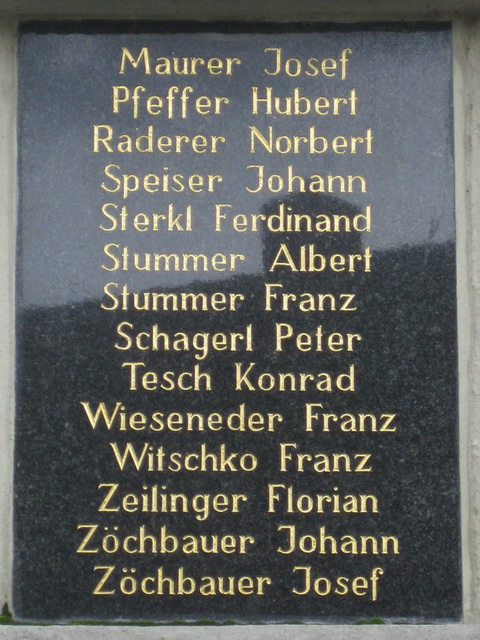 Maurer Josef
Pfeffer Hubert
Raderer Norbert
Speiser Johann
Sterkl Ferdinand
Stummer Albert
Stummer Franz
Schagerl Peter
Tesch Konrad
Wieseneder Franz
Witschko Franz
Zeilinger Florian
Zöchbauer Johann
Zöchbauer Josef